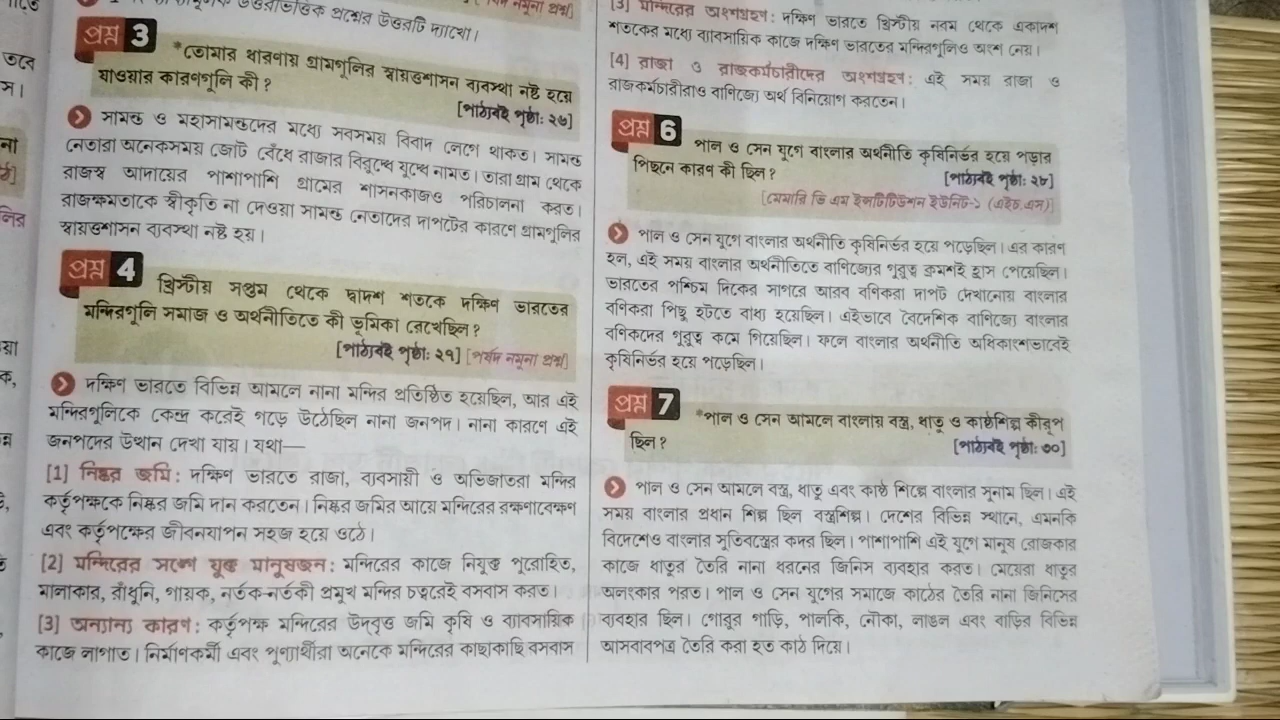 উত্তরটি দ্যাখো।
প্রশ্ন 3 *তোমার ধারণায় গ্রামগুলির স্বায়ত্তশাসন ব্যবস্থা নষ্ট হয়ে
যাওয়ার কারণগুলি কী?
[পাঠ্যবই পৃষ্ঠা: ২৬]
সামন্ত ও মহাসামন্তদের মধ্যে সবসময় বিবাদ লেগে থাকত। সামন্ত
নেতারা অনেকসময় জোট বেঁধে রাজার বিরুদ্ধে যুদ্ধে নামত। তারা গ্রাম থেকে
রাজস্ব আদায়ের পাশাপাশি গ্রামের শাসনকাজও পরিচালনা করত।
রাজক্ষমতাকে স্বীকৃতি না দেওয়া সামন্ত নেতাদের দাপটের কারণে গ্রামগুলির
স্বায়ত্তশাসন ব্যবস্থা নষ্ট হয়।
প্রশ্ন 4 খ্রিস্টীয় সপ্তম থেকে দ্বাদশ শতকে দক্ষিণ ভারতের
মন্দিরগুলি সমাজ ও অর্থনীতিতে কী ভূমিকা রেখেছিল?
[পাঠ্যবই পৃষ্ঠা: ২৭] [পর্ষদ নমুনা প্রশ্ন]
দক্ষিণ ভারতে বিভিন্ন আমলে নানা মন্দির প্রতিষ্ঠিত হয়েছিল, আর এই
মন্দিরগুলিকে কেন্দ্র করেই গড়ে উঠেছিল নানা জনপদ। নানা কারণে এই
জনপদের উত্থান দেখা যায়। যথা—
[1] নিষ্কর জমি: দক্ষিণ ভারতে রাজা, ব্যবসায়ী ও অভিজাতরা মন্দির
কর্তৃপক্ষকে নিষ্কর জমি দান করতেন। নিষ্কর জমির আয়ে মন্দিরের রক্ষণাবেক্ষণ
এবং কর্তৃপক্ষের জীবনযাপন সহজ হয়ে ওঠে।
[2] মন্দিরের সঙ্গে যুক্ত মানুষজন: মন্দিরের কাজে নিযুক্ত পুরোহিত,
মালাকার, রাঁধুনি, গায়ক, নর্তক-নর্তকী প্রমুখ মন্দির চত্বরেই বসবাস করত।
[3] অন্যান্য কারণ: কর্তৃপক্ষ মন্দিরের উদ্‌বৃত্ত জমি কৃষি ও ব্যাবসায়িক
কাজে লাগাত। নির্মাণকর্মী এবং পুণ্যার্থীরা অনেকে মন্দিরের কাছাকাছি বসবাস
[3] মন্দিরের অংশগ্রহণ: দক্ষিণ ভারতে খ্রিস্টীয় নবম থেকে একাদশ
শতকের মধ্যে ব্যাবসায়িক কাজে দক্ষিণ ভারতের মন্দিরগুলিও অংশ নেয়।
[4] রাজা ও রাজকর্মচারীদের অংশগ্রহণ: এই সময় রাজা ও
রাজকর্মচারীরাও বাণিজ্যে অর্থ বিনিয়োগ করতেন।
প্রশ্ন 6 পাল ও সেন যুগে বাংলার অর্থনীতি কৃষিনির্ভর হয়ে পড়ার
পিছনে কারণ কী ছিল?
[পাঠ্যবই পৃষ্ঠা: ২৮]
[মেমারি ভি এম ইন্সটিটিউশন ইউনিট-১ (এইচ.এস)]
পাল ও সেন যুগে বাংলার অর্থনীতি কৃষিনির্ভর হয়ে পড়েছিল। এর কারণ
হল, এই সময় বাংলার অর্থনীতিতে বাণিজ্যের গুরুত্ব ক্রমশই হ্রাস পেয়েছিল।
ভারতের পশ্চিম দিকের সাগরে আরব বণিকরা দাপট দেখানোয় বাংলার
বণিকরা পিছু হটতে বাধ্য হয়েছিল। এইভাবে বৈদেশিক বাণিজ্যে বাংলার
বণিকদের গুরুত্ব কমে গিয়েছিল। ফলে বাংলার অর্থনীতি অধিকাংশভাবেই
কৃষিনির্ভর হয়ে পড়েছিল।
প্রশ্ন 7 *পাল ও সেন আমলে বাংলায় বস্ত্র, ধাতু ও কাষ্ঠশিল্প কীরূপ
ছিল?
[পাঠ্যবই পৃষ্ঠা: ৩০]
পাল ও সেন আমলে বস্ত্র, ধাতু এবং কাষ্ঠ শিল্পে বাংলার সুনাম ছিল। এই
সময় বাংলার প্রধান শিল্প ছিল বস্ত্রশিল্প। দেশের বিভিন্ন স্থানে, এমনকি
বিদেশেও বাংলার সূতিবস্ত্রের কদর ছিল। পাশাপাশি এই যুগে মানুষ রোজকার
কাজে ধাতুর তৈরি নানা ধরনের জিনিস ব্যবহার করত। মেয়েরা ধাতুর
অলংকার পরত। পাল ও সেন যুগের সমাজে কাঠের তৈরি নানা জিনিসের
ব্যবহার ছিল। গোরুর গাড়ি, পালকি, নৌকা, লাঙল এবং বাড়ির বিভিন্ন
আসবাবপত্র তৈরি করা হত কাঠ দিয়ে।